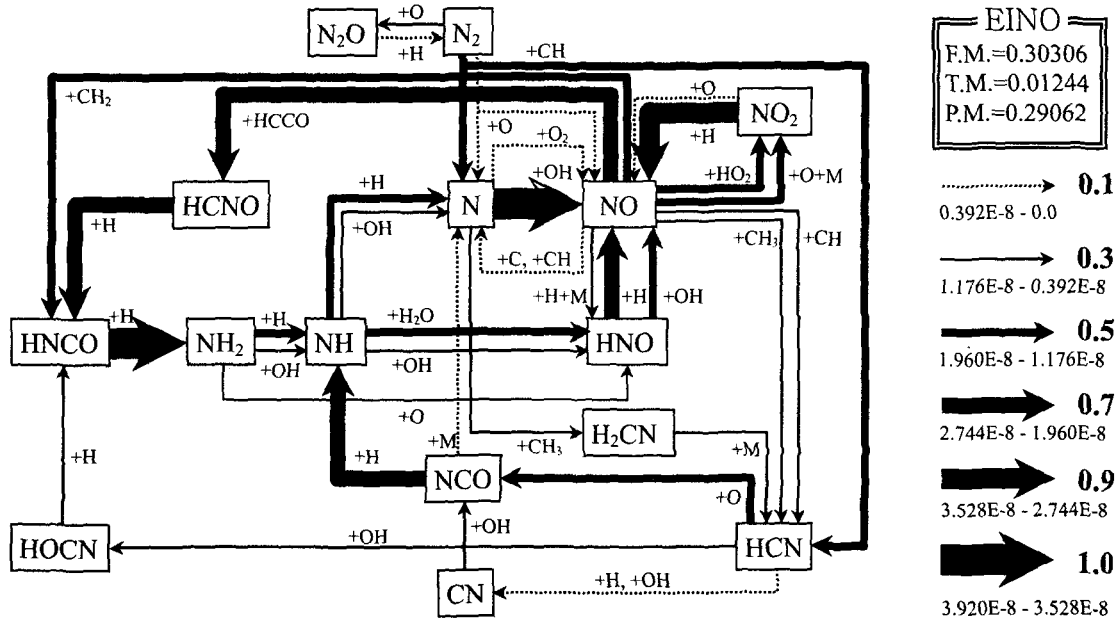 EINO
F.M.=0.30306
T.M.=0.01244
P.M.=0.29062
N₂O
+O
+H
N₂
+CH
+CH₂
+HCCO
+O
+O₂
+OH
+O
+H
NO₂
+HO₂
+O+M
HCNO
+H
+H
+OH
N
NO
+C, +CH
+CH₃
+CH
+H+M
+H
+OH
HNCO
+H
NH₂
+H
+OH
NH
+H₂O
+OH
HNO
+O
+H
+H
+M
+CH₃
H₂CN
+M
NCO
+O
HOCN
+OH
+OH
HCN
CN
+H, +OH
0.1
0.392E-8 - 0.0
0.3
1.176E-8 - 0.392E-8
0.5
1.960E-8 - 1.176E-8
0.7
2.744E-8 - 1.960E-8
0.9
3.528E-8 - 2.744E-8
1.0
3.920E-8 - 3.528E-8